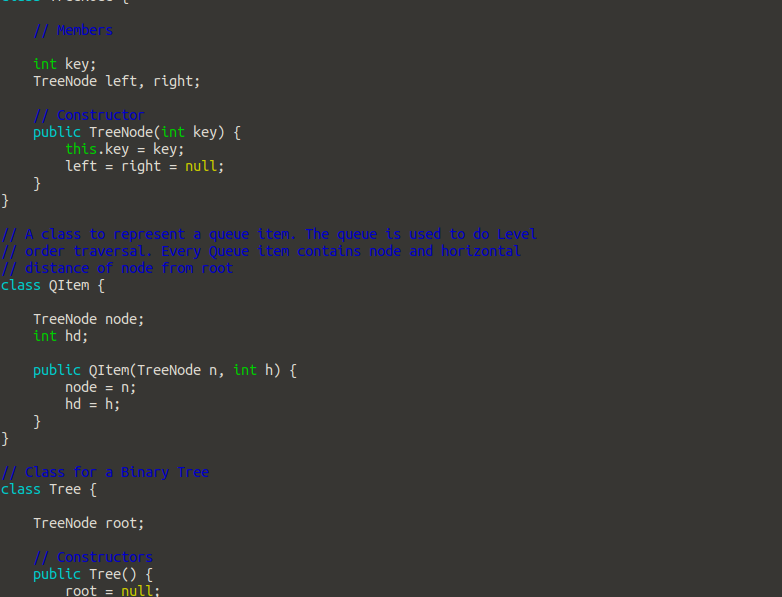 // Members
int key;
TreeNode left, right;
// Constructor
public TreeNode(int key) {
this.key = key;
left = right = null;
}
}
// A class to represent a queue item. The queue is used to do Level
// order traversal. Every Queue item contains node and horizontal
// distance of node from root
class QItem {
TreeNode node;
int hd;
public QItem(TreeNode n, int h) {
node = n;
hd = h;
}
}
// Class for a Binary Tree
class Tree {
TreeNode root;
// Constructors
public Tree() {
root = null;